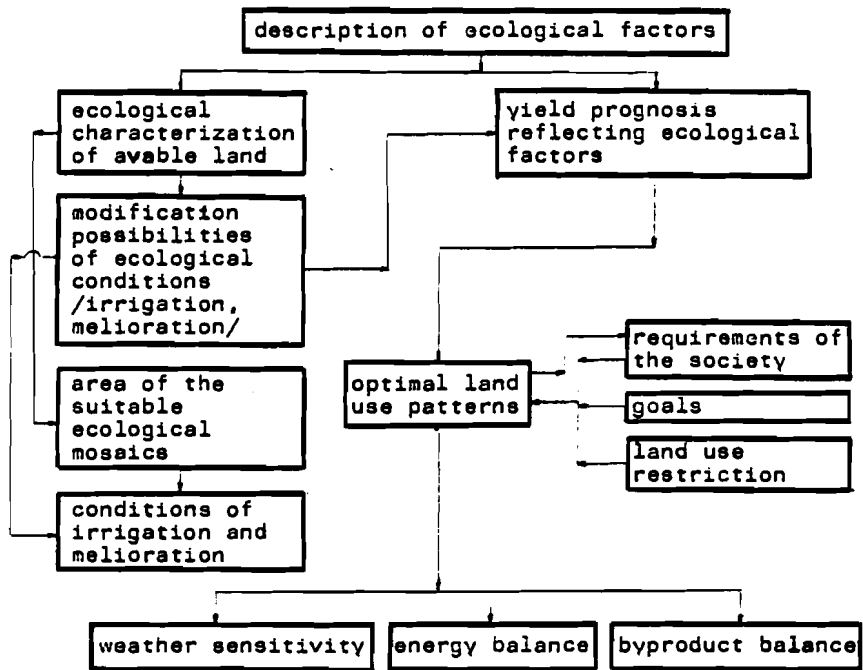 description of ecological factors
ecological
characterization
of avable land
yield prognosis
reflecting ecological
factors
modification
possibilities
of ecological
conditions
/irrigation,
melioration/
requirements of
the society
optimal land
use patterns
goals
land use
restriction
area of the
suitable
ecological
mosaics
conditions of
irrigation and
melioration
weather sensitivity
energy balance
byproduct balance